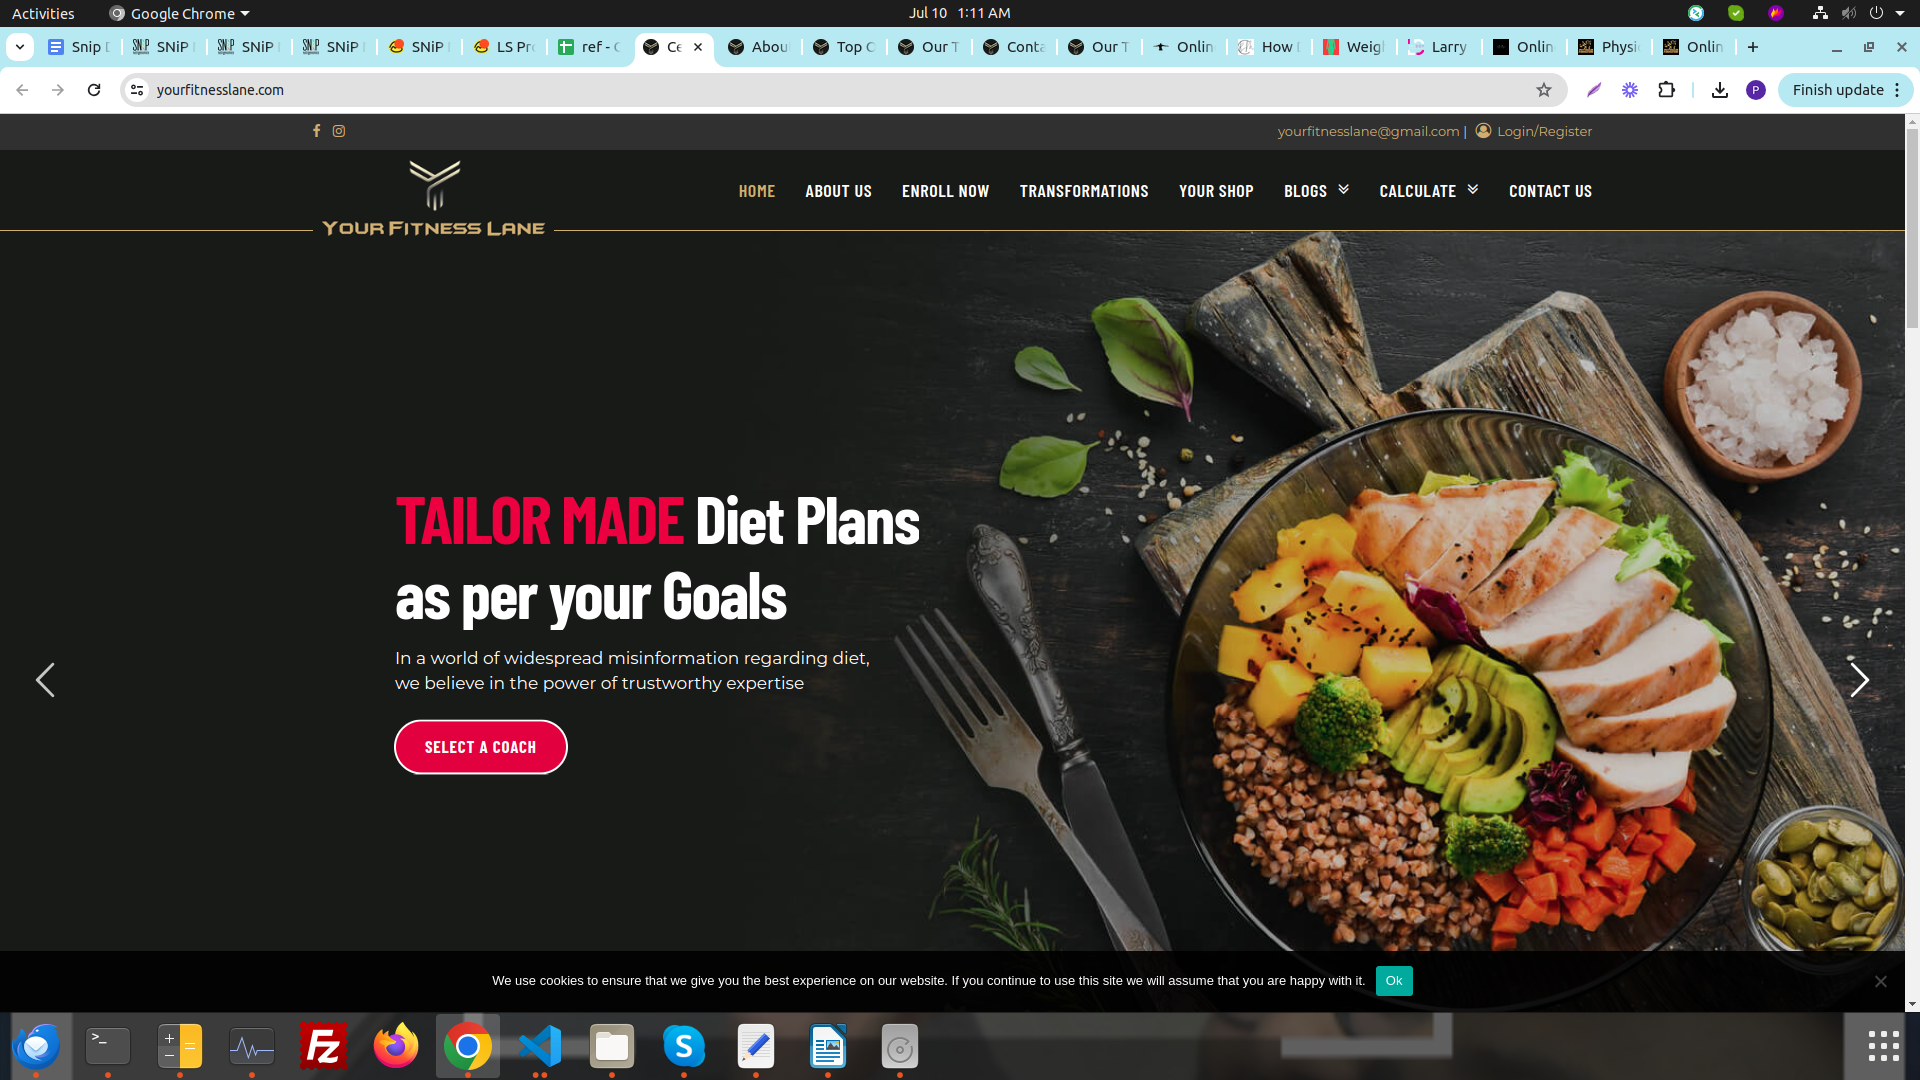 Activities
Google Chrome
Jul 10 1:11 AM
Snip D
SNiP
SNiP
SNiP
SNiP
LS Pro
ref - C
Ce
Abou
Top C
Our T
Conta
Our T
Onlin
How
Weigh
Larry
Onlin
Physi
Onlin
yourfitnesslane.com
P
Finish update
yourfitnesslane@gmail.com |
Login/Register
YOUR FITNESS LANE
HOME
ABOUT US
ENROLL NOW
TRANSFORMATIONS
YOUR SHOP
BLOGS
CALCULATE
CONTACT US
TAILOR MADE Diet Plans
as per your Goals
In a world of widespread misinformation regarding diet,
we believe in the power of trustworthy expertise
SELECT A COACH
We use cookies to ensure that we give you the best experience on our website. If you continue to use this site we will assume that you are happy with it.
Ok